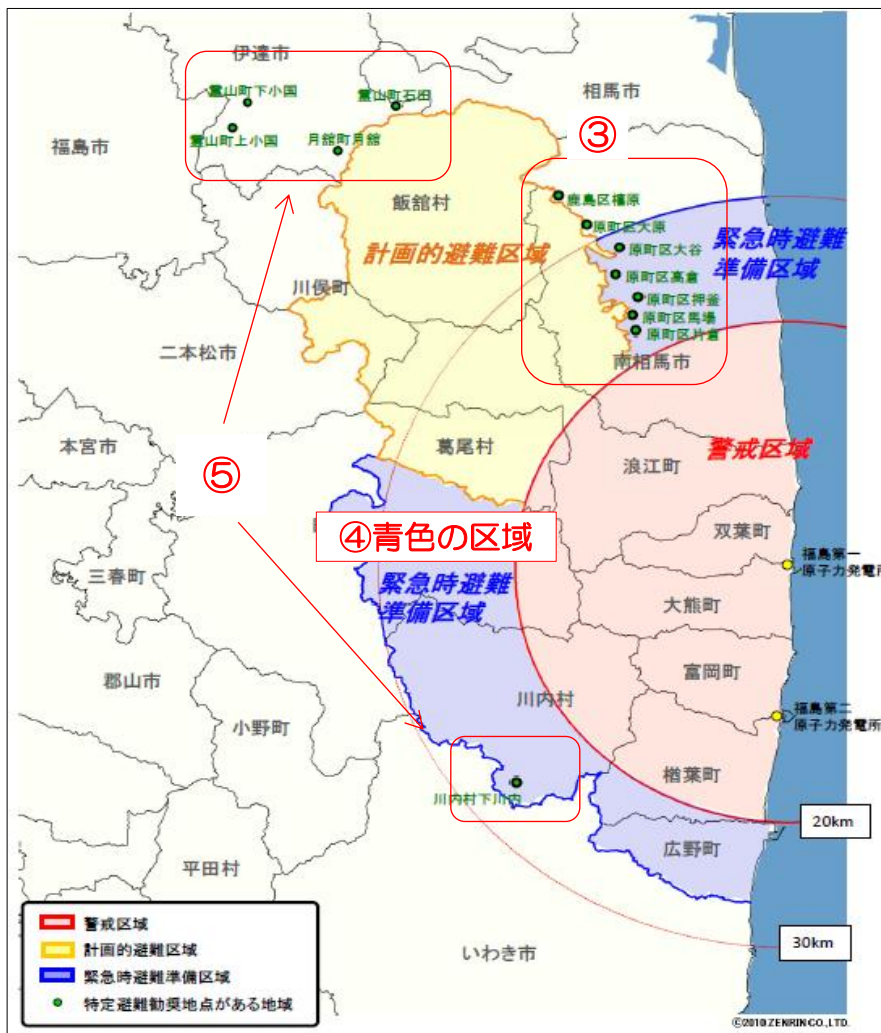 伊達市
霊山町下小国
霊山町石田
相馬市
霊山町上小国
月舘町月舘
福島市
③
鹿島区橲原
飯舘村
原町区大原
計画的避難区域
原町区大谷
緊急時避難
準備区域
原町区高倉
川俣町
原町区押釜
原町区馬場
原町区片倉
二本松市
南相馬市
本宮市
葛尾村
警戒区域
⑤
浪江町
④青色の区域
双葉町
福島第一
原子力発電所
三春町
緊急時避難
準備区域
大熊町
郡山市
富岡町
川内村
福島第二
原子力発電所
小野町
楢葉町
川内村下川内
20km
広野町
平田村
警戒区域
計画的避難区域
緊急時避難準備区域
特定避難勧奨地点がある地域
いわき市
30km
©2010 ZENRIN CO., LTD.